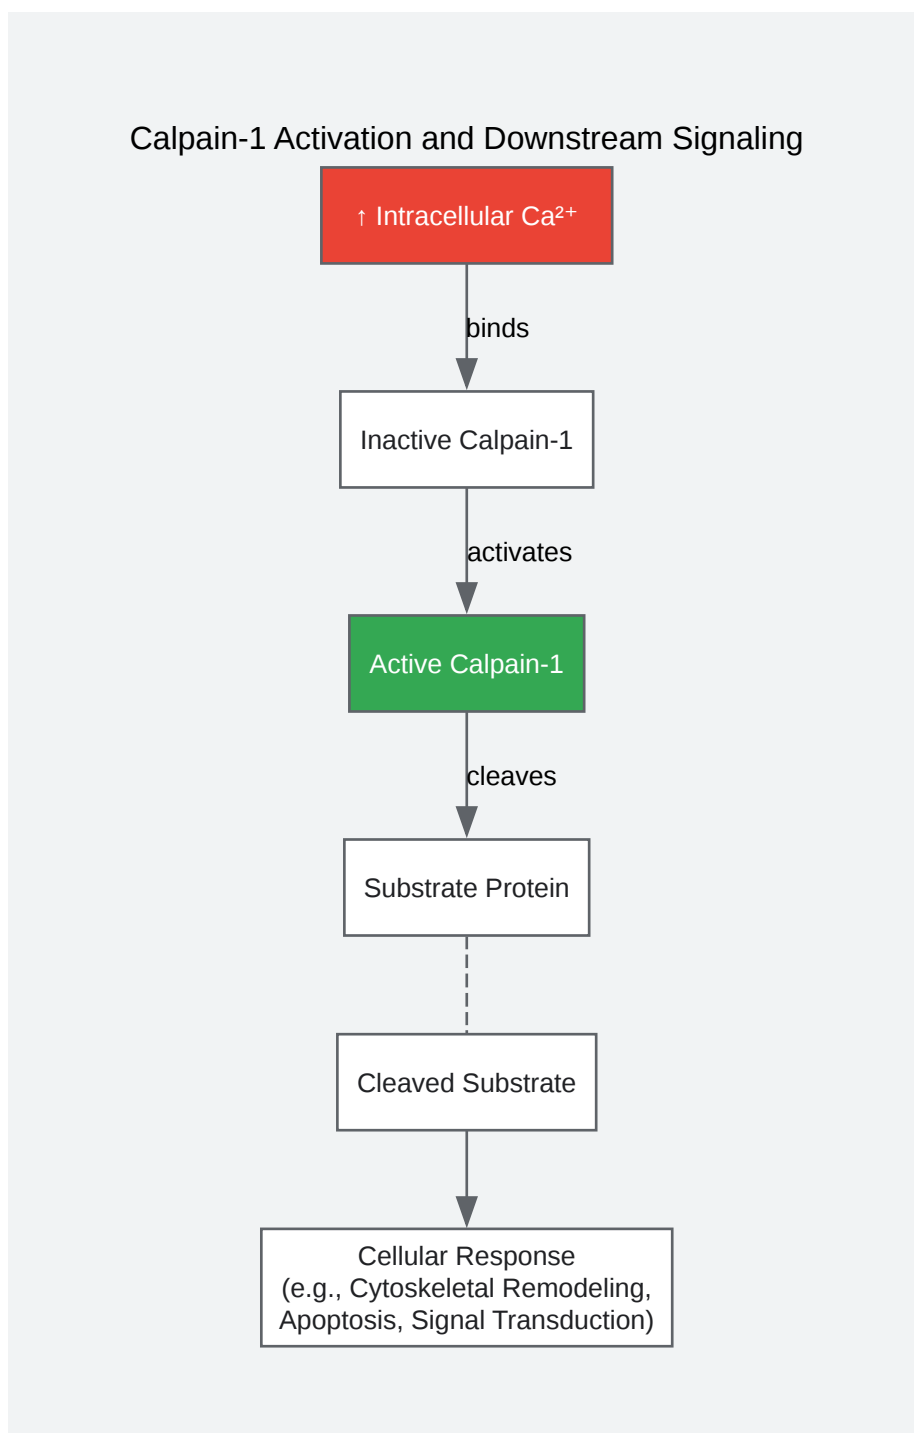 Calpain-1 Activation and Downstream Signaling
↑ Intracellular Ca²⁺
binds
Inactive Calpain-1
activates
Active Calpain-1
cleaves
Substrate Protein
Cleaved Substrate
Cellular Response
(e.g., Cytoskeletal Remodeling,
Apoptosis, Signal Transduction)